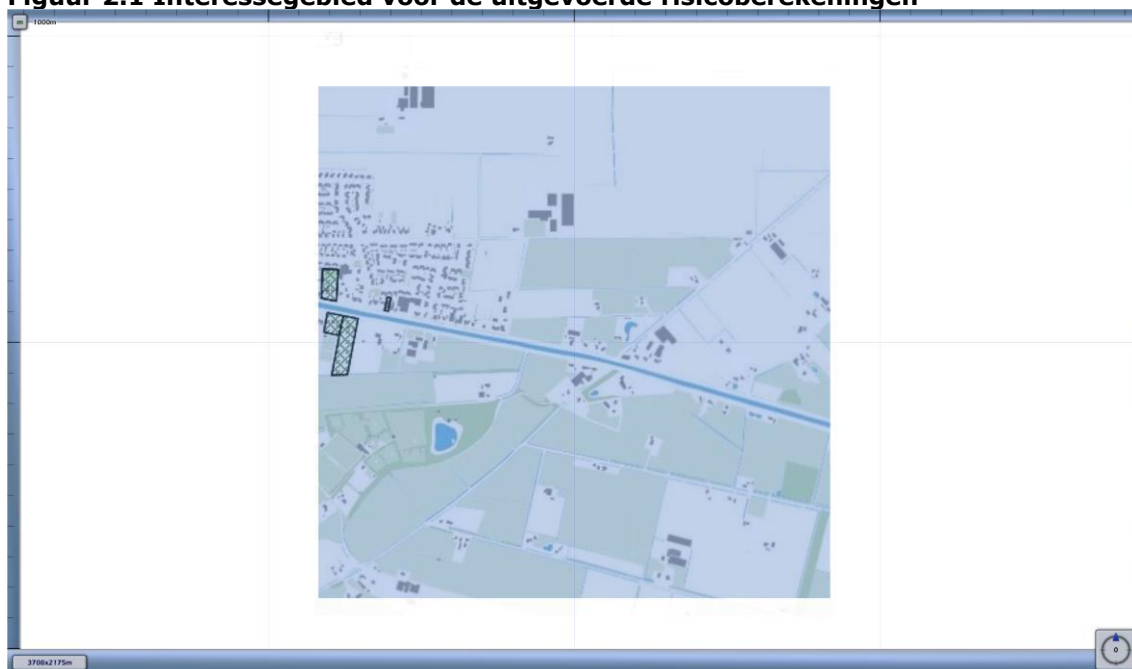 Figuur 2.1 Interessegebied voor de uitgevoerde risicoberekeningen
m 1000m
3708x2175m
0